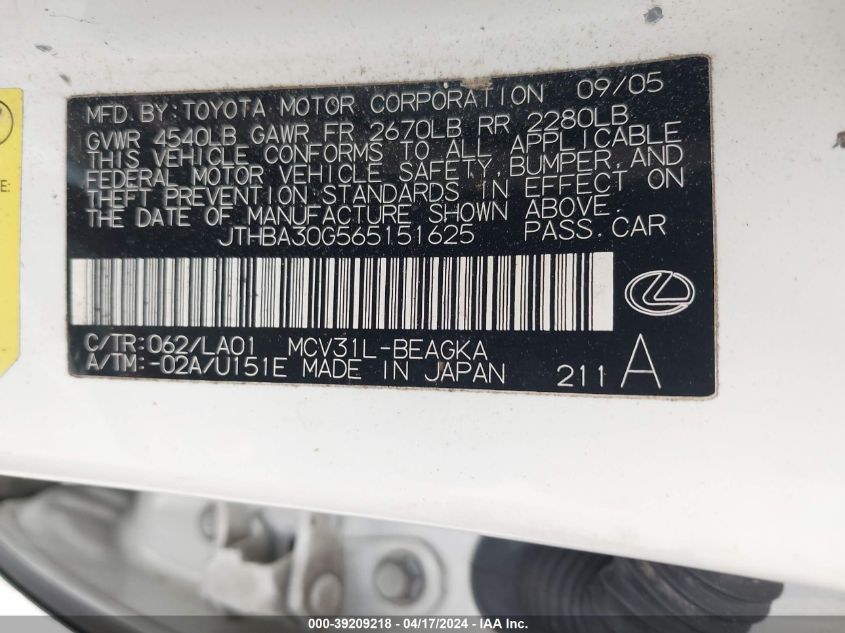 MFD. BY: TOYOTA MOTOR CORPORATION 09/05
GVWR 4540LB GAWR FR 2670LB RR 2280LB
THIS VEHICLE CONFORMS TO ALL APPLICABLE
FEDERAL MOTOR VEHICLE SAFETY, BUMPER, AND
THEFT PREVENTION STANDARDS IN EFFECT ON
THE DATE OF MANUFACTURE SHOWN ABOVE.
JTHBA30G565151625 PASS. CAR
C/TR: 062/LA01 MCV31L-BEAGKA
A/TM: -02A/U151E MADE IN JAPAN 211 A
E:
000-39209218 - 04/17/2024 - IAA Inc.